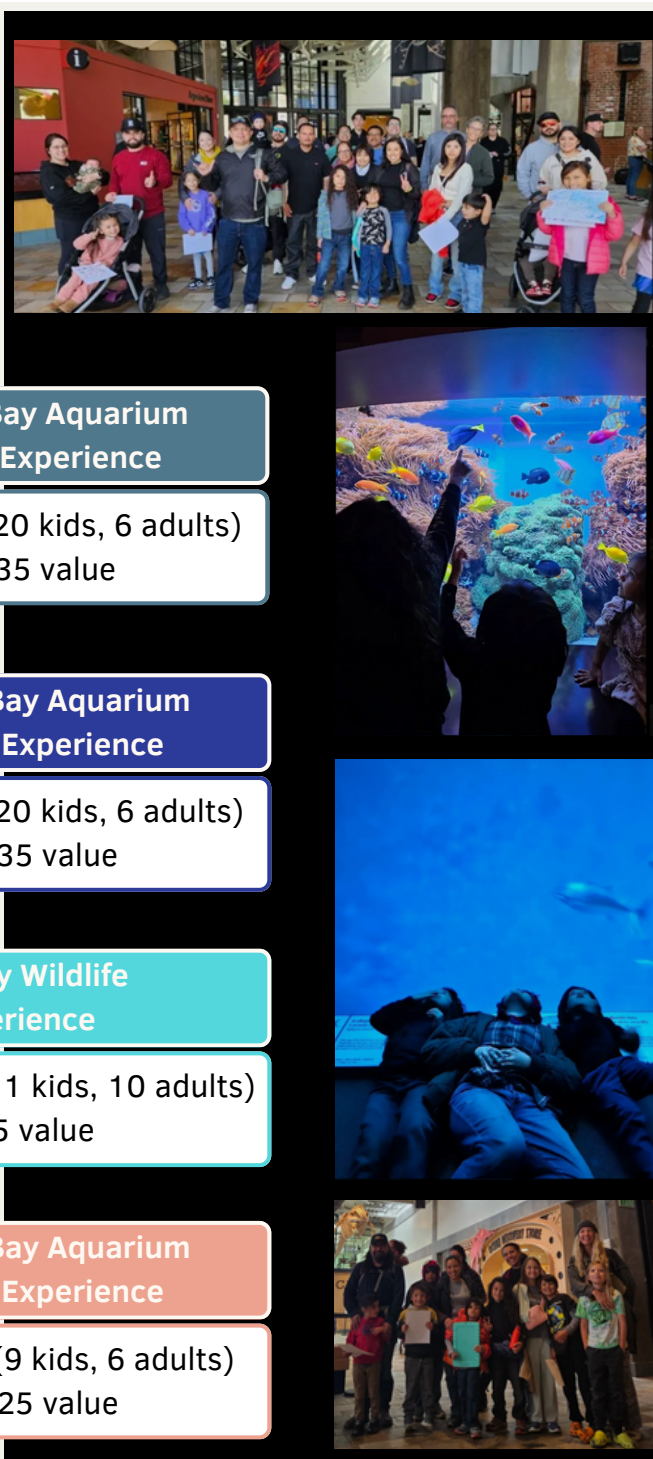 Bay Aquarium
Experience
20 kids, 6 adults)
35 value
Bay Aquarium
Experience
20 kids, 6 adults)
35 value
y Wildlife
erience
1 kids, 10 adults)
5 value
Bay Aquarium
Experience
(9 kids, 6 adults)
25 value